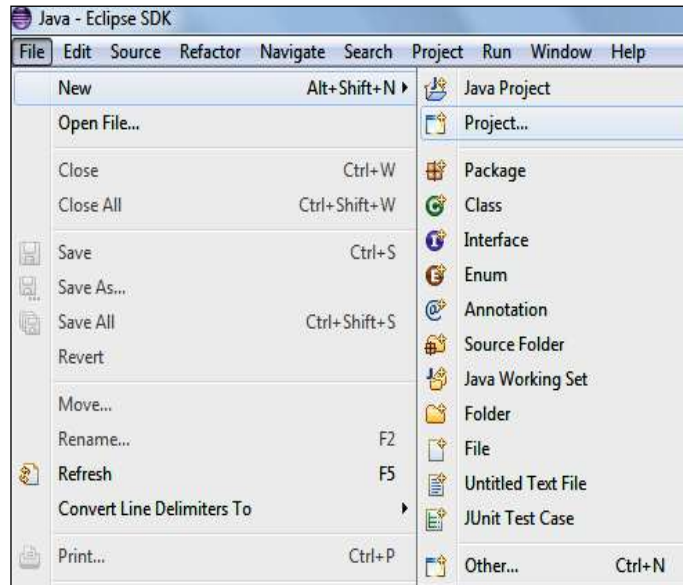 Java - Eclipse SDK
File Edit Source Refactor Navigate Search Project Run Window Help
New Alt+Shift+N
Open File...
Close Ctrl+W
Close All Ctrl+Shift+W
Save Ctrl+S
Save As...
Save All Ctrl+Shift+S
Revert
Move...
Rename... F2
Refresh F5
Convert Line Delimiters To
Print... Ctrl+P
Java Project
Project...
Package
Class
Interface
Enum
Annotation
Source Folder
Java Working Set
Folder
File
Untitled Text File
JUnit Test Case
Other... Ctrl+N